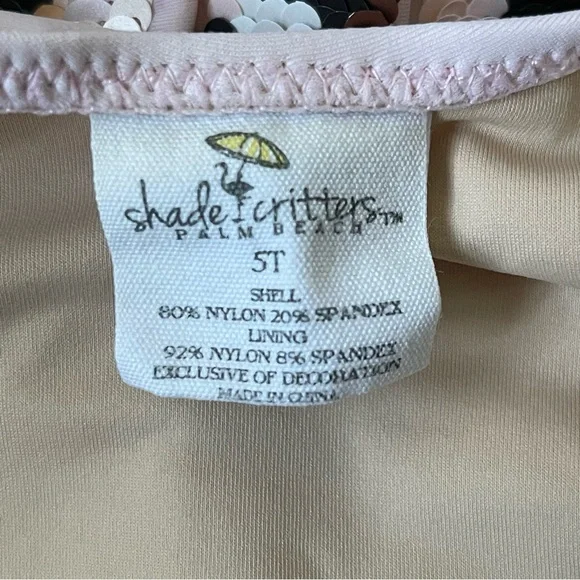 shade critters™
PALM BEACH
5T
SHELL
80% NYLON 20% SPANDEX
LINING
92% NYLON 8% SPANDEX
EXCLUSIVE OF DECORATION
MADE IN CHINA